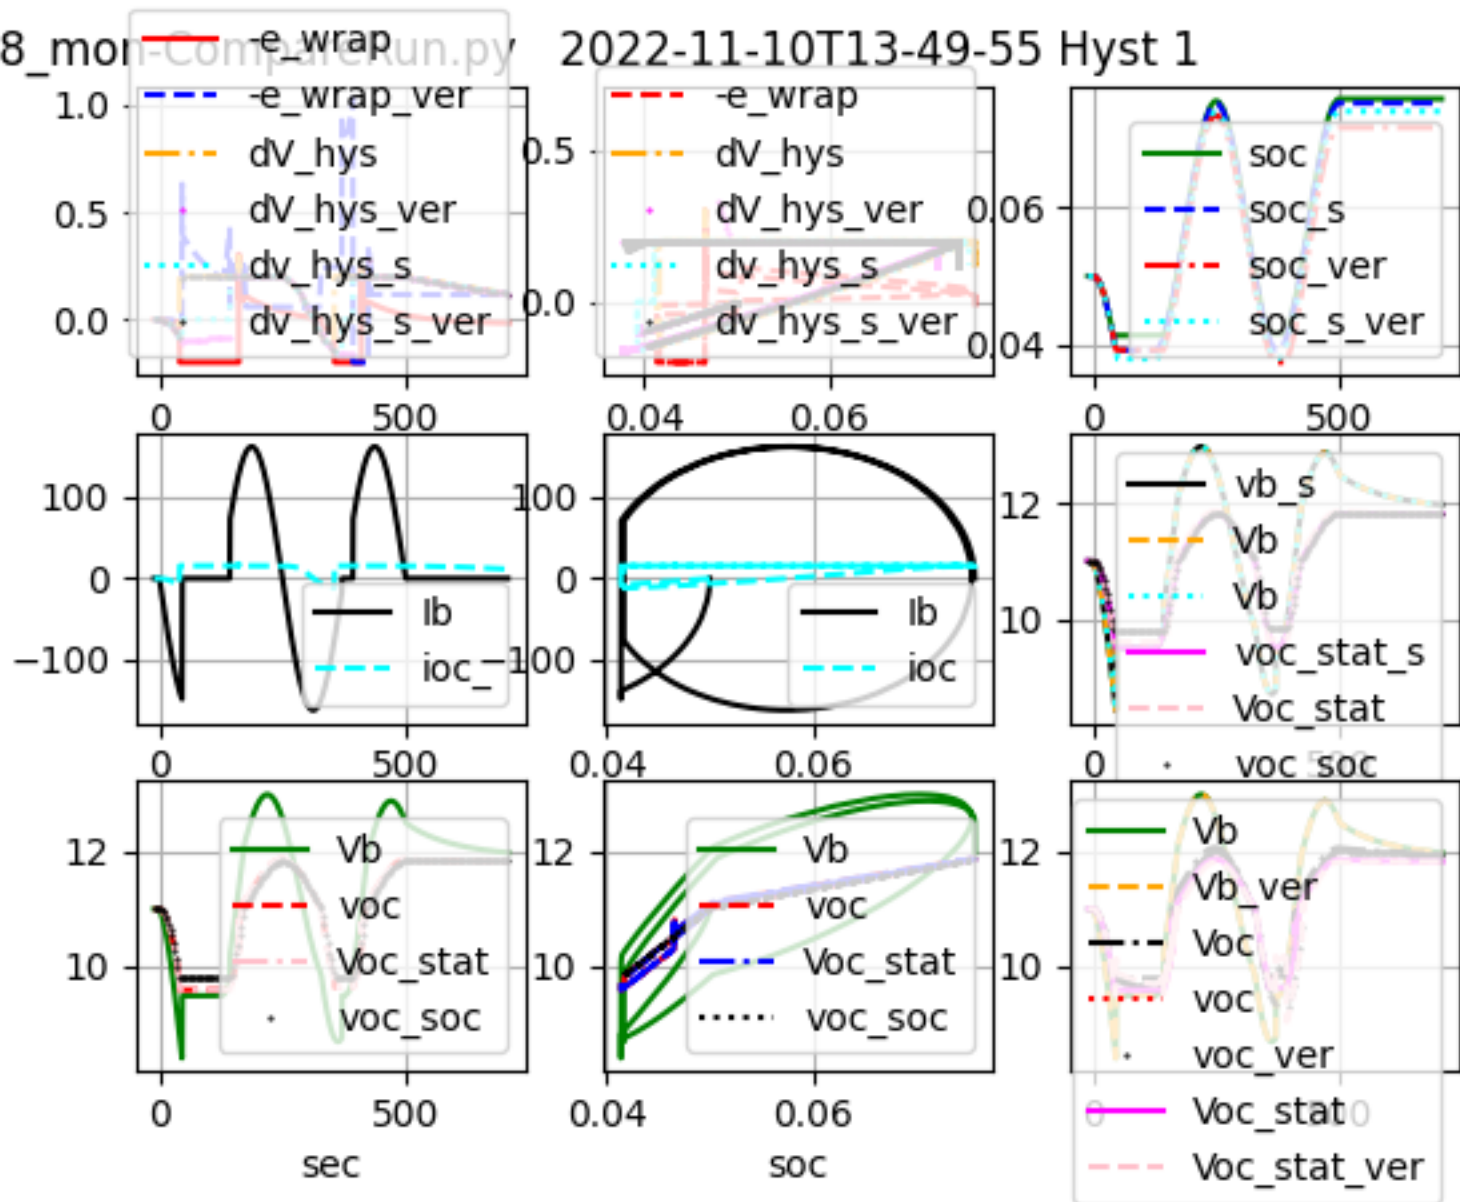 8_mon-CompareRun.py 2022-11-10T13-49-55 Hyst 1
1.0
0.5
0.0
-e_wrap
-e_wrap_ver
dV_hys
dV_hys_ver
dv_hys_s
dv_hys_s_ver
0
500
0.5
0.0
-e_wrap
dV_hys
dV_hys_ver
dv_hys_s
dv_hys_s_ver
0.04
0.06
0.06
0.04
soc
soc_s
soc_ver
soc_s_ver
0
500
100
0
−100
Ib
ioc_
0
500
100
0
−100
Ib
ioc
0.04
0.06
12
10
vb_s
Vb
Vb
voc_stat_s
Voc_stat
voc_soc
0
500
12
10
Vb
voc
Voc_stat
voc_soc
0
500
sec
12
10
Vb
voc
Voc_stat
voc_soc
0.04
0.06
soc
12
10
Vb
Vb_ver
Voc
voc
voc_ver
Voc_stat
Voc_stat_ver
0
500